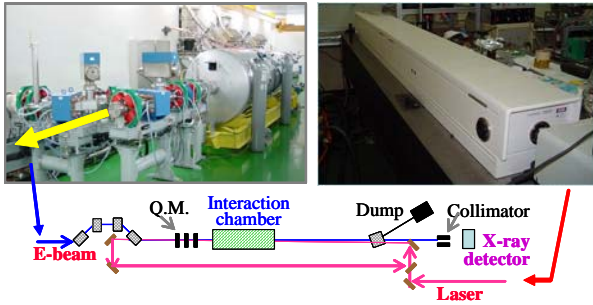 Q.M.
Interaction
chamber
Dump
Collimator
E-beam
X-ray
detector
Laser